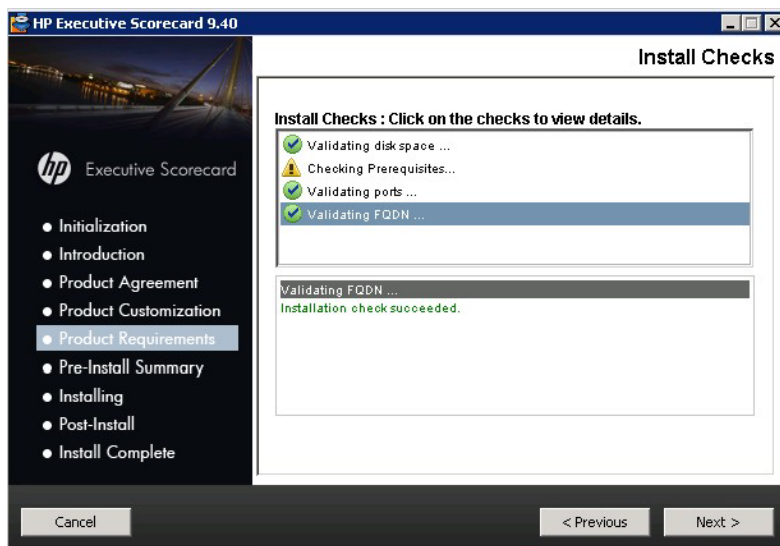 HP Executive Scorecard 9.40
Install Checks
hp Executive Scorecard
Initialization
Introduction
Product Agreement
Product Customization
Product Requirements
Pre-Install Summary
Installing
Post-Install
Install Complete
Install Checks : Click on the checks to view details.
Validating disk space ...
Checking Prerequisites...
Validating ports ...
Validating FQDN ...
Validating FQDN ...
Installation check succeeded.
Cancel
< Previous
Next >